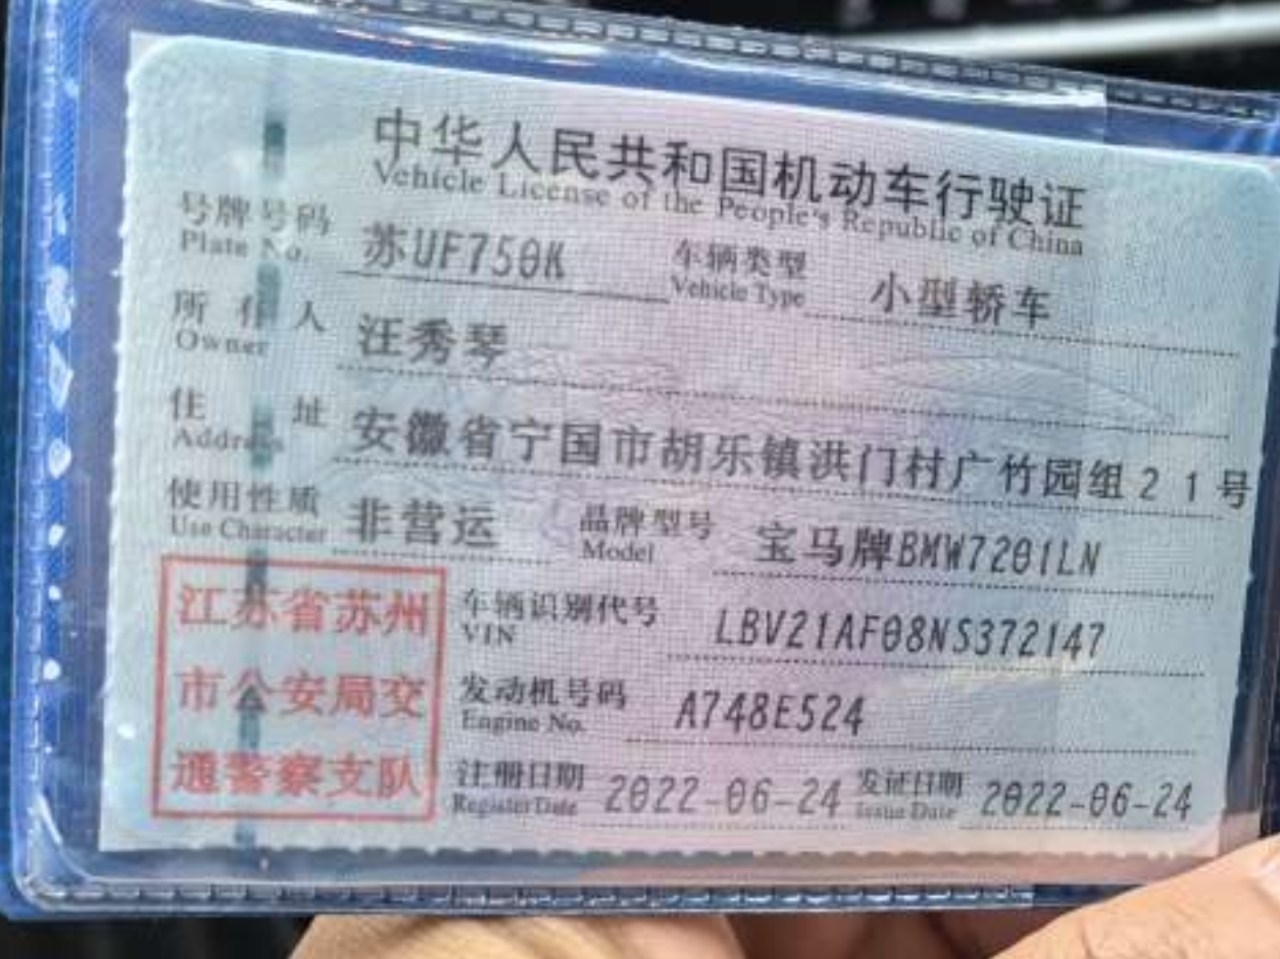 中华人民共和国机动车行驶证
Vehicle License of the People's Republic of China
号牌号码 苏UF750K 车辆类型 小型轿车
Plate No. Vehicle Type
所有人 汪秀琴
Owner
住址 安徽省宁国市胡乐镇洪门村广竹园组21号
Address
使用性质 非营运 品牌型号 宝马牌BMW7201LN
Use Character Model
江苏省苏州
市公安局交
通警察支队
车辆识别代号 LBV21AF08NS372147
VIN
发动机号码 A748E524
Engine No.
注册日期 2022-06-24 发证日期 2022-06-24
Register Date Issue Date